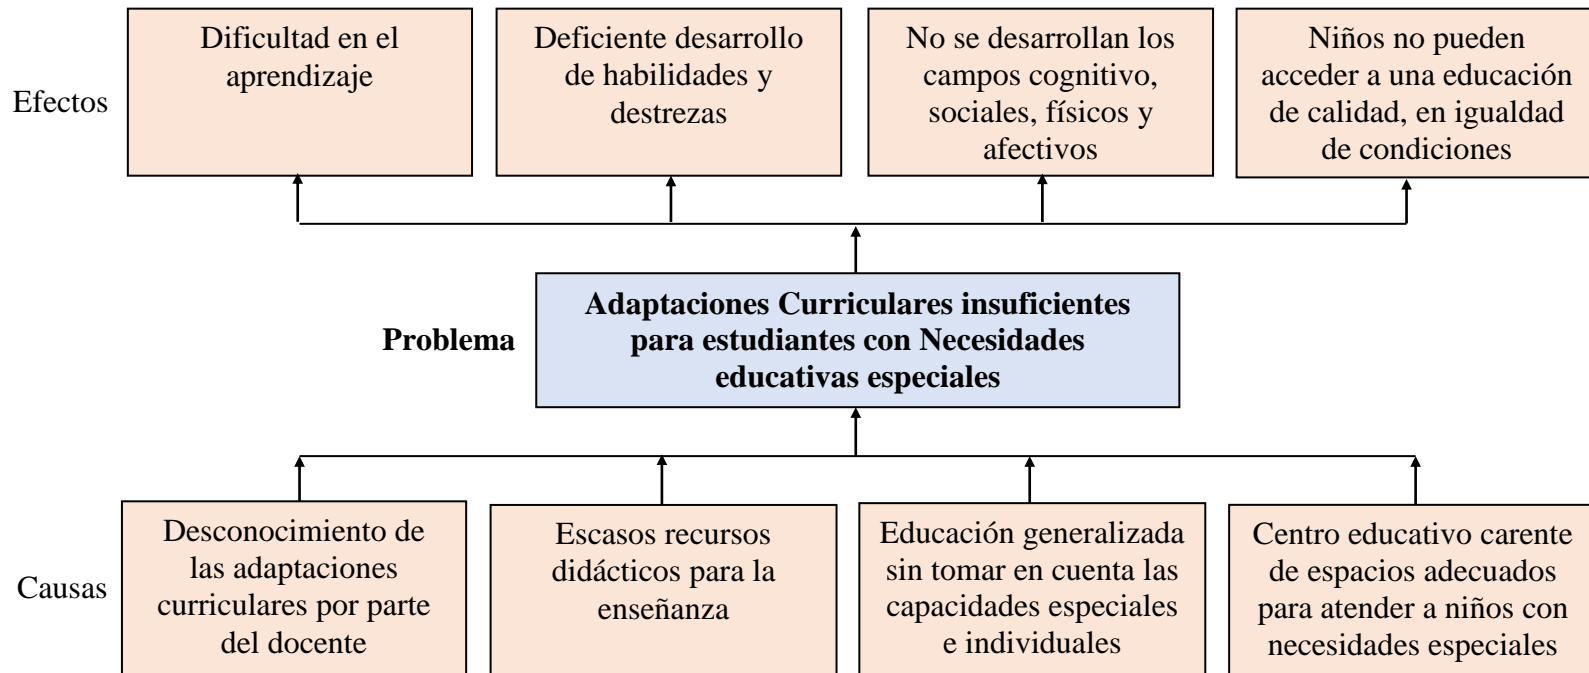 Efectos
Dificultad en el
aprendizaje
Deficiente desarrollo
de habilidades y
destrezas
No se desarrollan los
campos cognitivo,
sociales, físicos y
afectivos
Niños no pueden
acceder a una educación
de calidad, en igualdad
de condiciones
Problema
Adaptaciones Curriculares insuficientes
para estudiantes con Necesidades
educativas especiales
Causas
Desconocimiento de
las adaptaciones
curriculares por parte
del docente
Escasos recursos
didácticos para la
enseñanza
Educación generalizada
sin tomar en cuenta las
capacidades especiales
e individuales
Centro educativo carente
de espacios adecuados
para atender a niños con
necesidades especiales